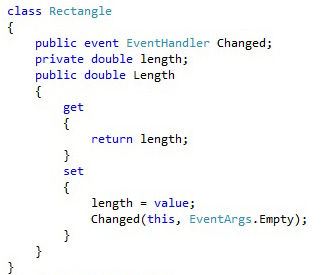 class Rectangle
{
    public event EventHandler Changed;
    private double length;
    public double Length
    {
        get
        {
            return length;
        }
        set
        {
            length = value;
            Changed(this, EventArgs.Empty);
        }
    }
}